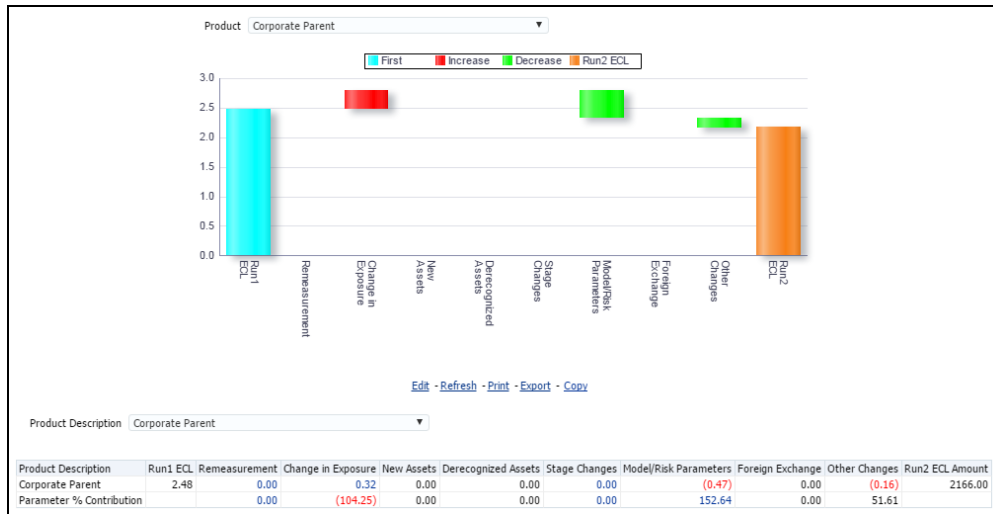 Product Corporate Parent
First Increase Decrease Run2 ECL
3.0
2.5
2.0
1.5
1.0
0.5
0.0
Run1
ECL
Remeasurement
Change in
Exposure
New
Assets
Derecognized
Assets
Stage
Changes
Model/Risk
Parameters
Foreign
Exchange
Other
Changes
Run2
ECL
Edit - Refresh - Print - Export - Copy
Product Description Corporate Parent
Product Description Run1 ECL Remeasurement Change in Exposure New Assets Derecognized Assets Stage Changes Model/Risk Parameters Foreign Exchange Other Changes Run2 ECL Amount
Corporate Parent 2.48 0.00 0.32 0.00 0.00 0.00 (0.47) 0.00 (0.16) 2166.00
Parameter % Contribution 0.00 (104.25) 0.00 0.00 0.00 152.64 0.00 51.61